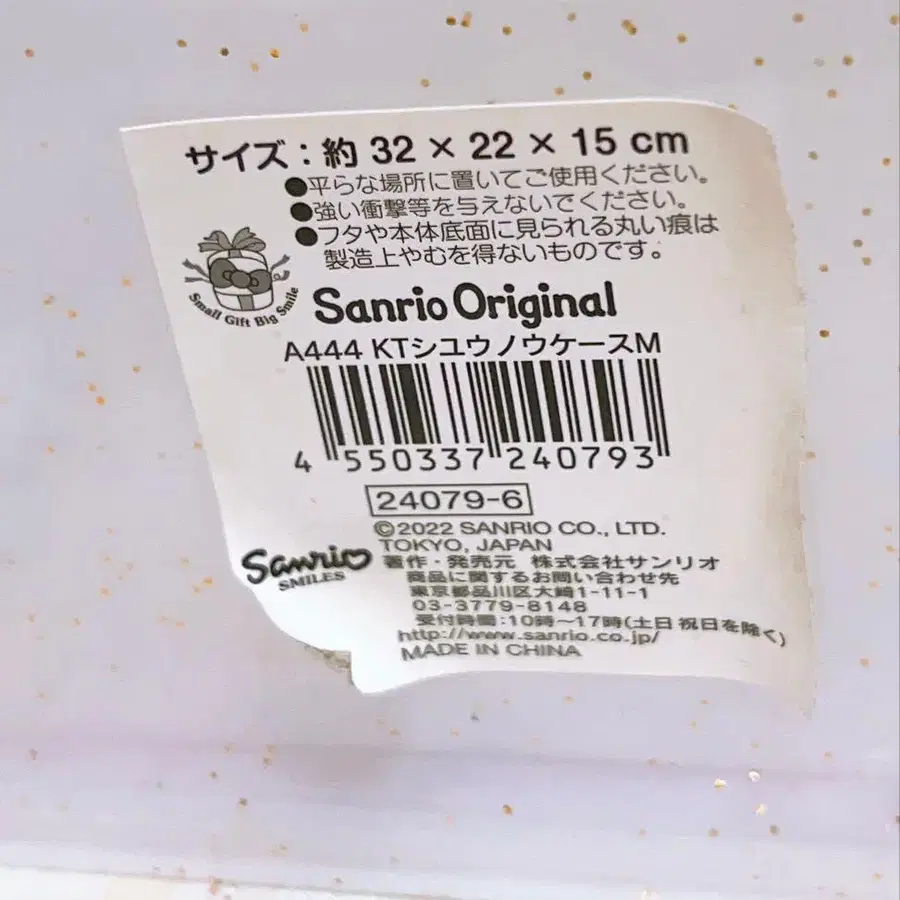 サイズ：約 32 × 22 × 15 cm
●平らな場所に置いてご使用ください。
●強い衝撃等を与えないでください。
●フタや本体底面に見られる丸い痕は
製造上やむを得ないものです。
Small Gift Big Smile
Sanrio Original
A444 KTシユウノウケースM
4 550337 240793
24079-6
©2022 SANRIO CO., LTD.
TOKYO, JAPAN
Sanrio
SMILES
著作・発売元 株式会社サンリオ
商品に関するお問い合わせ先
東京都品川区大崎1-11-1
03-3779-8148
受付時間：10時〜17時(土日 祝日を除く)
http://www.sanrio.co.jp/
MADE IN CHINA